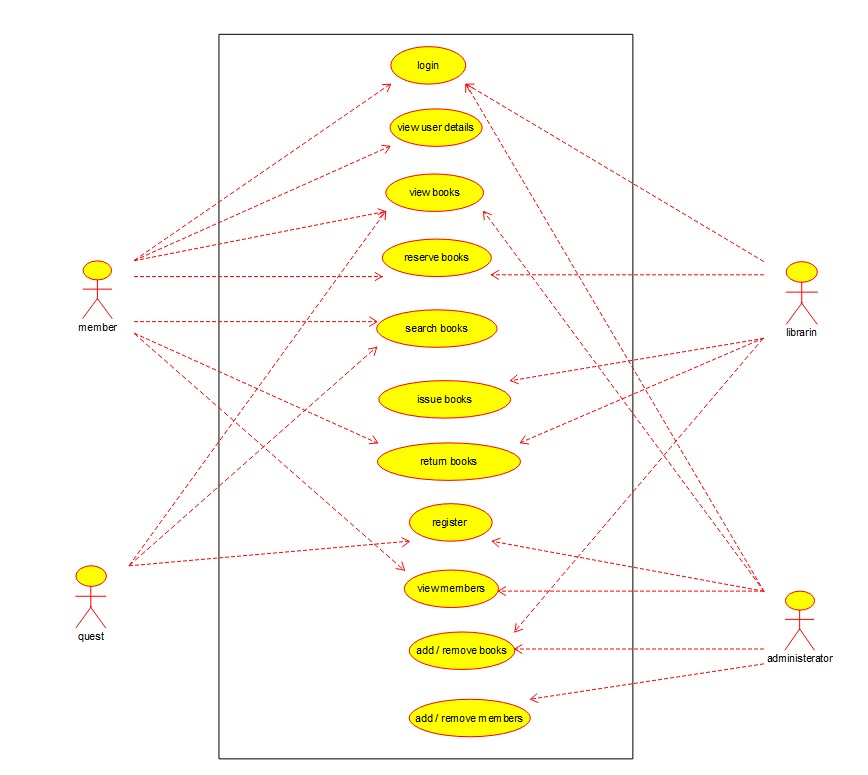 login
view user details
view books
reserve books
member
librarin
search books
issue books
return books
register
view members
quest
add / remove books
administerator
add / remove members